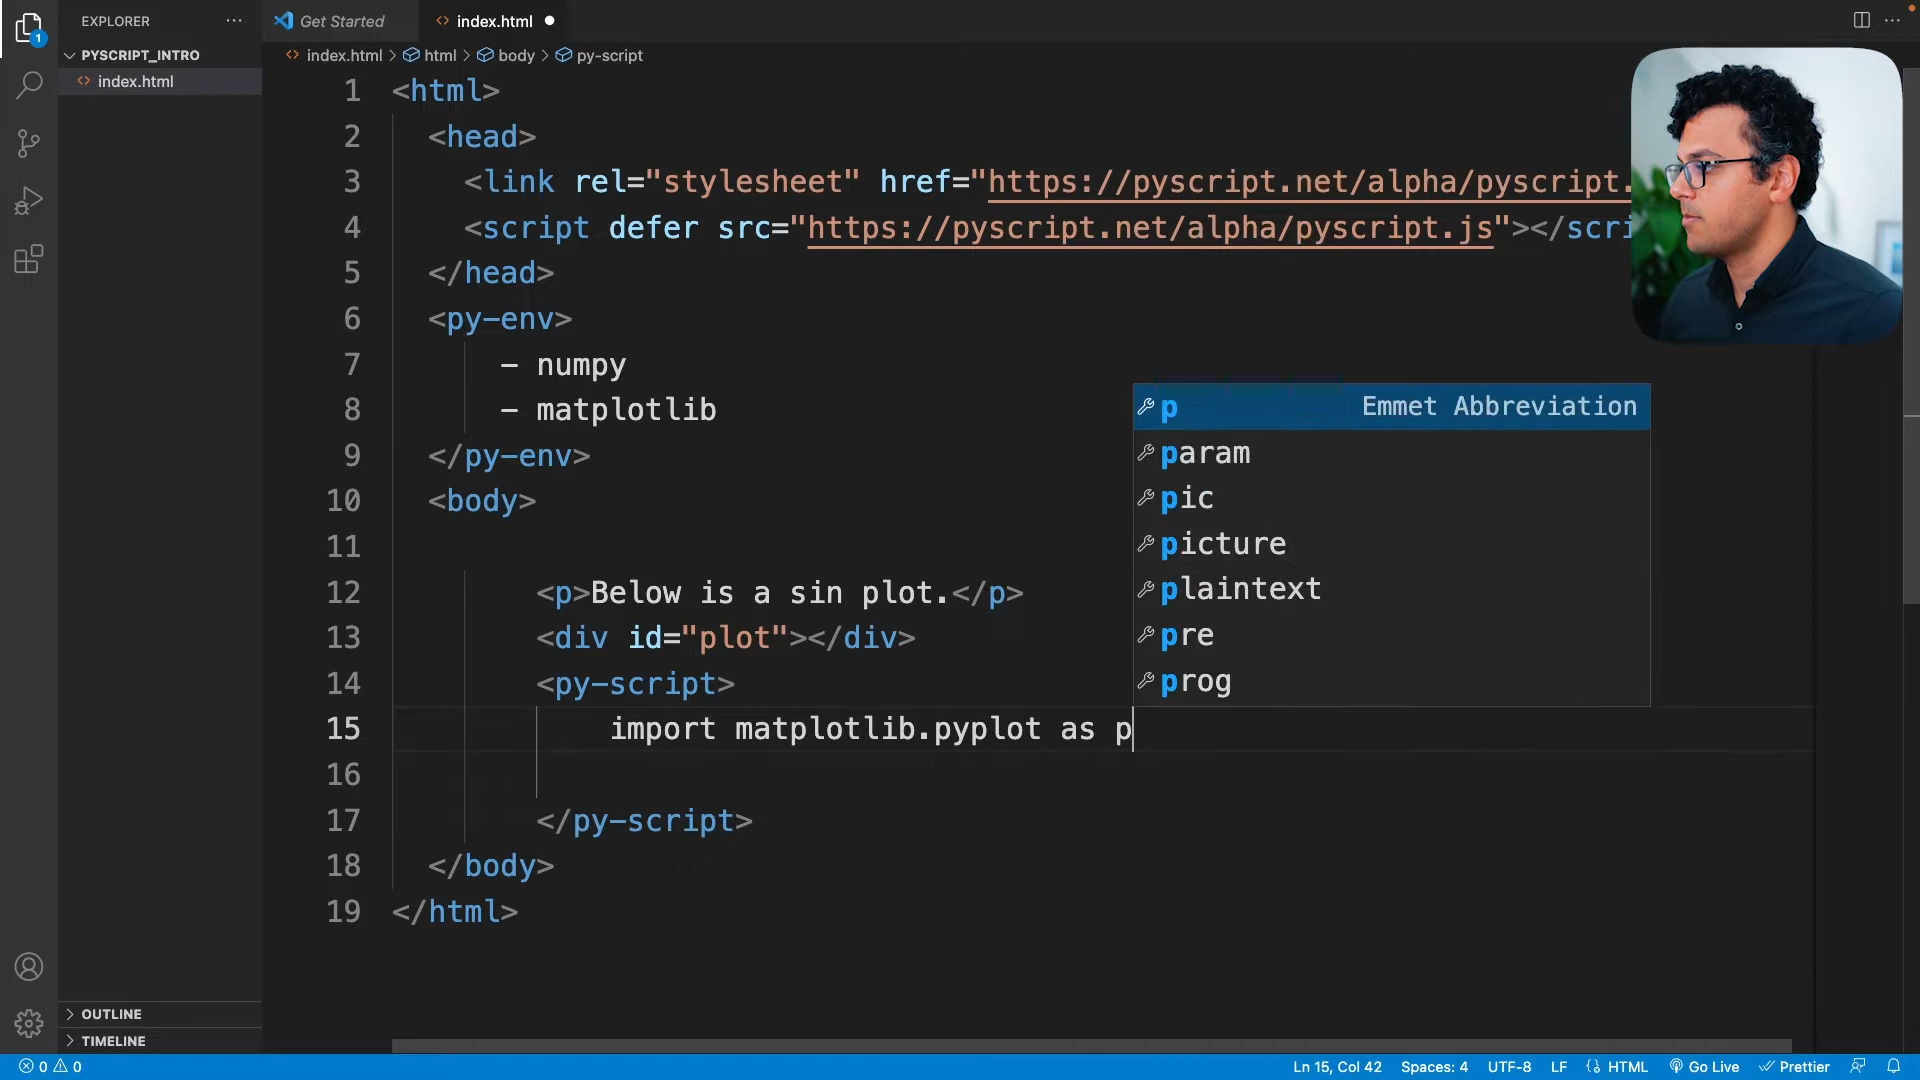 EXPLORER
···
Get Started
index.html
PYSCRIPT_INTRO
index.html > html > body > py-script
index.html
1
1 <html>
2 <head>
3 <link rel="stylesheet" href="https://pyscript.net/alpha/pyscript.
4 <script defer src="https://pyscript.net/alpha/pyscript.js"></scri
5 </head>
6 <py-env>
7 - numpy
8 - matplotlib
9 </py-env>
10 <body>
11
12 <p>Below is a sin plot.</p>
13 <div id="plot"></div>
14 <py-script>
15 import matplotlib.pyplot as p
16
17 </py-script>
18 </body>
19 </html>
p Emmet Abbreviation
param
pic
picture
plaintext
pre
prog
OUTLINE
TIMELINE
0 0 Ln 15, Col 42 Spaces: 4 UTF-8 LF HTML Go Live Prettier